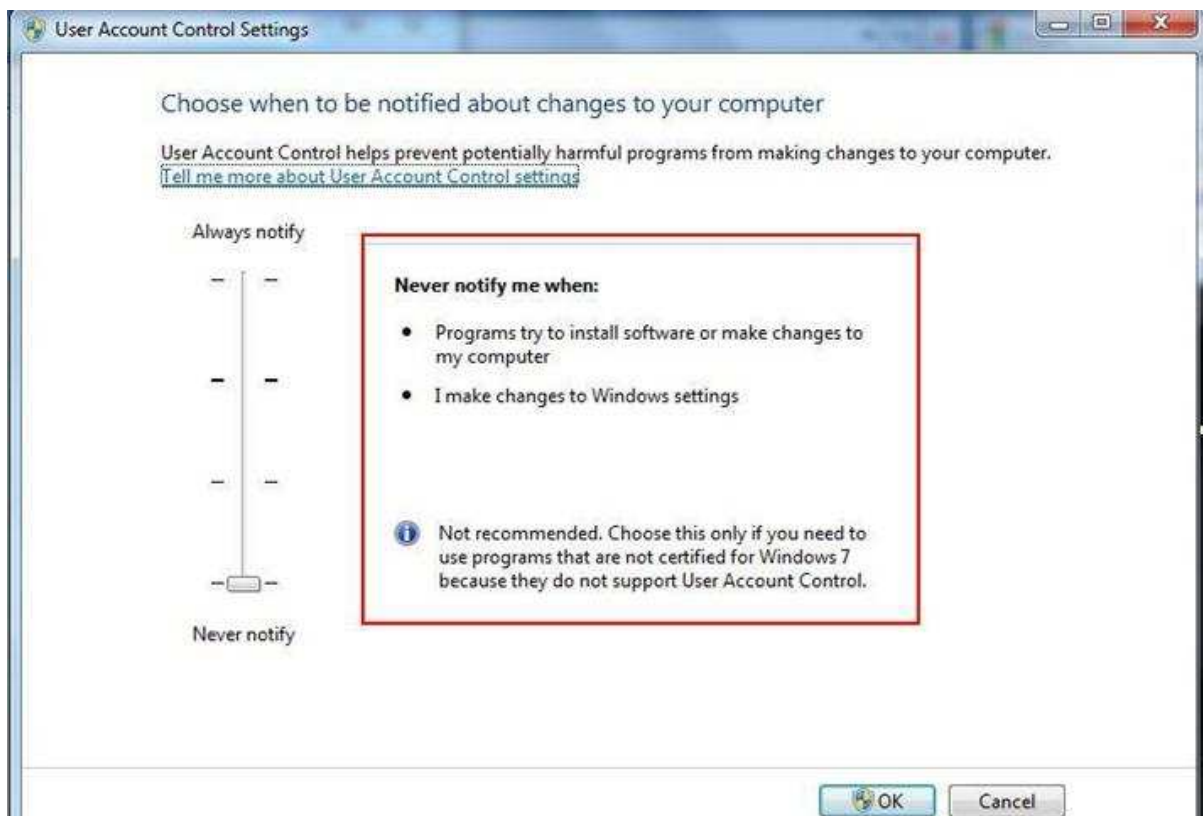 User Account Control Settings
Choose when to be notified about changes to your computer
User Account Control helps prevent potentially harmful programs from making changes to your computer.
Tell me more about User Account Control settings
Always notify
Never notify me when:
• Programs try to install software or make changes to
my computer
• I make changes to Windows settings
Not recommended. Choose this only if you need to
use programs that are not certified for Windows 7
because they do not support User Account Control.
Never notify
OK
Cancel